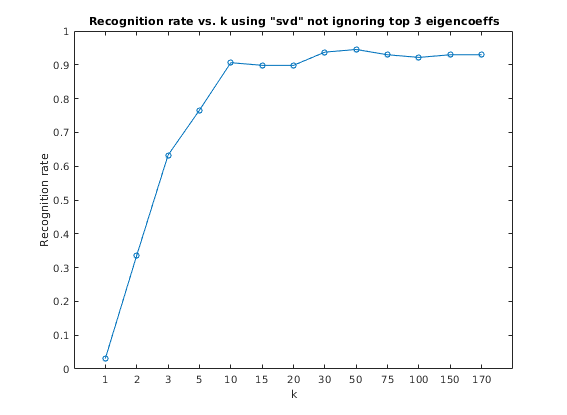 Recognition rate vs. k using "svd" not ignoring top 3 eigencoeffs
1
0.9
0.8
0.7
0.6
0.5
0.4
0.3
0.2
0.1
0
Recognition rate
1 2 3 5 10 15 20 30 50 75 100 150 170
k